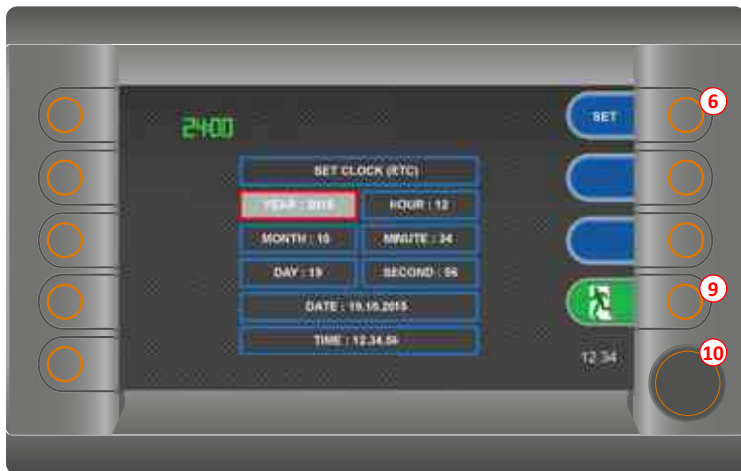 24:00
SET
6
SET CLOCK (RTC)
YEAR : 2015 HOUR : 12
MONTH : 10 MINUTE : 34
DAY : 19 SECOND : 56
9
DATE : 19.10.2015
TIME : 12.34.56
12:34
10